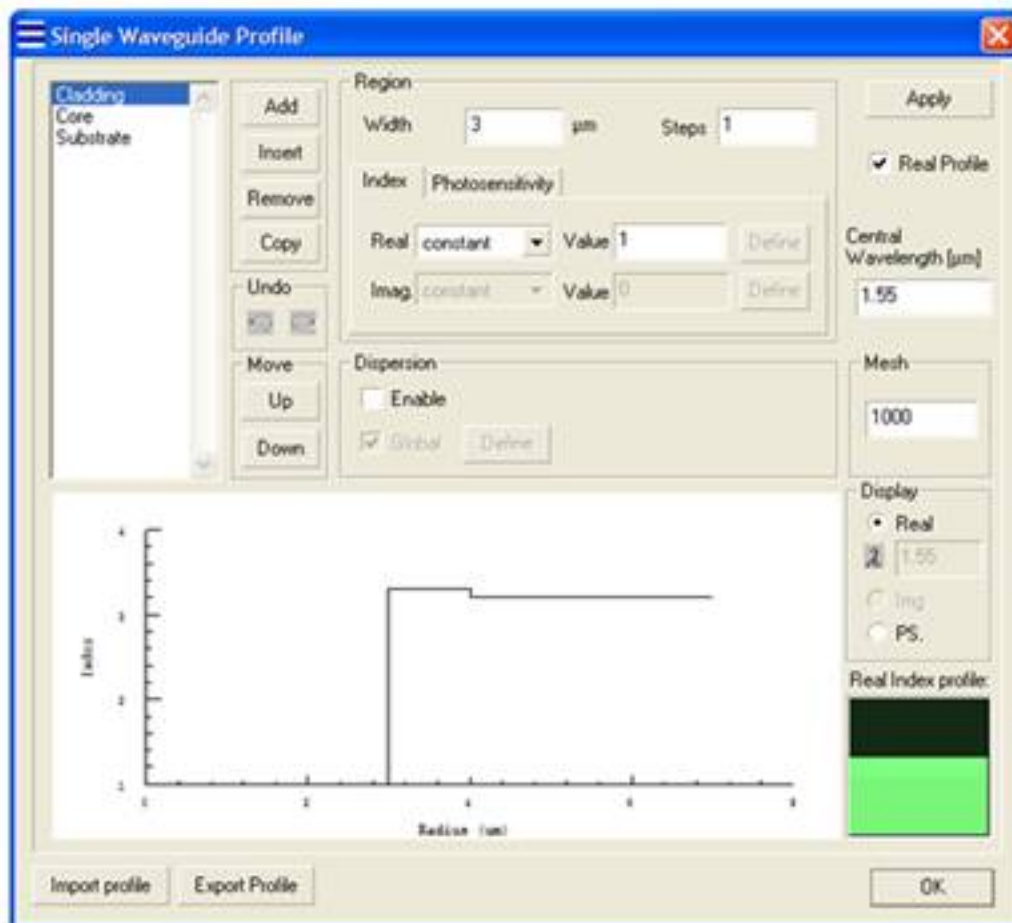 Single Waveguide Profile
Cladding
Core
Substrate
Add
Insert
Remove
Copy
Undo
Move
Up
Down
Region
Width 3 µm Steps 1
Index Photosensitivity
Real constant Value 1 Define
Imag. constant Value 0 Define
Dispersion
Enable
Global Define
Apply
Real Profile
Central
Wavelength [µm]
1.55
Mesh
1000
Display
Real
λ 1.55
Img
PS.
Real Index profile:
4
3
2
1
Index
0 2 4 6 8
Radius (um)
Import profile Export Profile OK